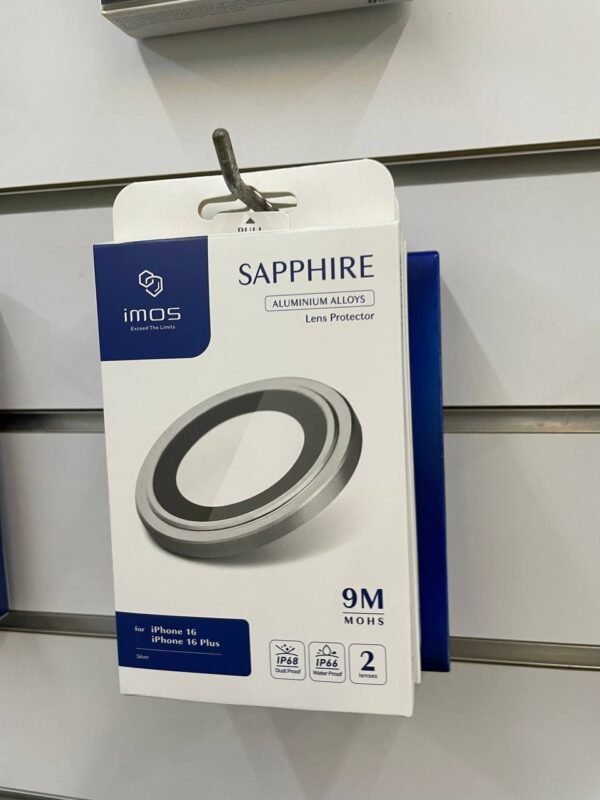 PULL
imos
Exceed The Limits
SAPPHIRE
ALUMINIUM ALLOYS
Lens Protector
9M
MOHS
for iPhone 16
iPhone 16 Plus
Silver
IP68
Dust Proof
IP66
Water Proof
2
lenses